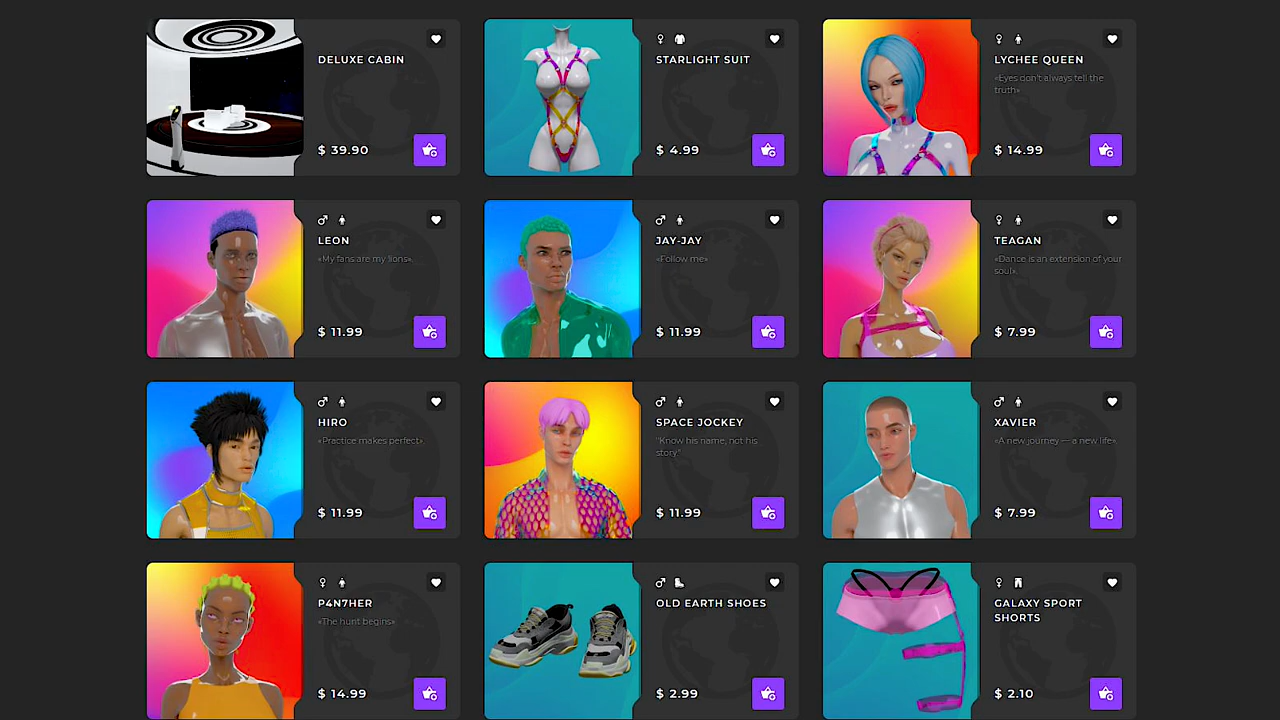 DELUXE CABIN
$ 39.90
STARLIGHT SUIT
$ 4.99
LYCHEE QUEEN
«Eyes don't always tell the
truth»
$ 14.99
LEON
«My fans are my lions».
$ 11.99
JAY-JAY
«Follow me»
$ 11.99
TEAGAN
«Dance is an extension of your
soul».
$ 7.99
HIRO
«Practice makes perfect».
$ 11.99
SPACE JOCKEY
"Know his name, not his
story."
$ 11.99
XAVIER
«A new journey — a new life».
$ 7.99
P4N7HER
«The hunt begins»
$ 14.99
OLD EARTH SHOES
$ 2.99
GALAXY SPORT
SHORTS
$ 2.10